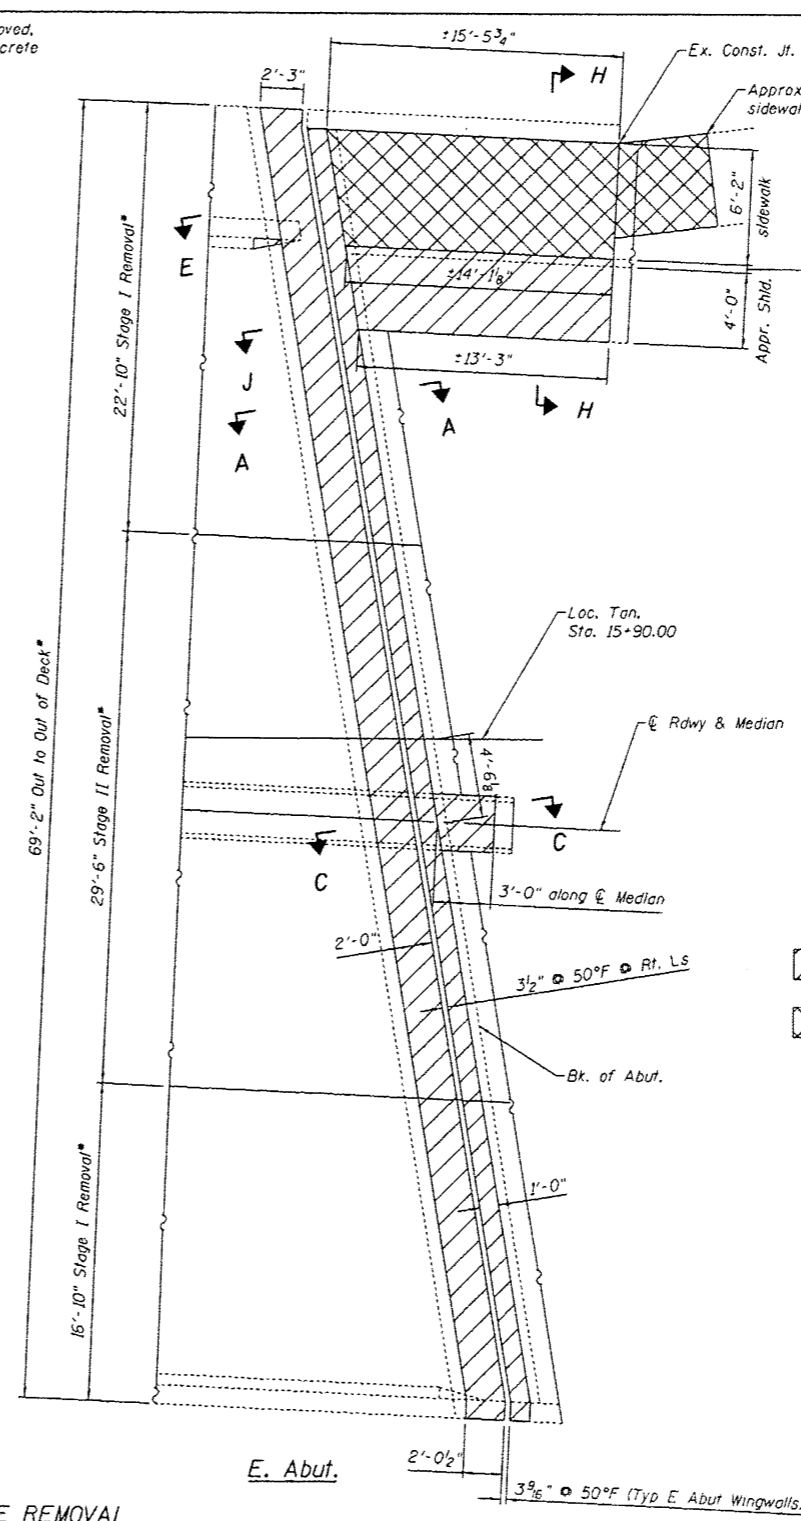 crete
±15'-5¾"
2'-3"
H
Ex. Const. Jt.
Approx
sidewal
6'-2"
sidewalk
E
±14'-1⅛"
4'-0"
Appr. Shld.
22'-10" Stage I Removal*
J
±13'-3"
H
A
A
Loc. Tan.
Sta. 15+90.00
℄ Rdwy & Median
4'-6⅛"
69'-2" Out to Out of Deck*
29'-6" Stage II Removal*
C
C
3'-0" along ℄ Median
2'-0"
3½" @ 50°F @ Rt. Ls
Bk. of Abut.
1'-0"
16'-10" Stage I Removal*
E. Abut.
2'-0½"
3 9/16" @ 50°F (Typ E Abut Wingwalls)
E REMOVAL